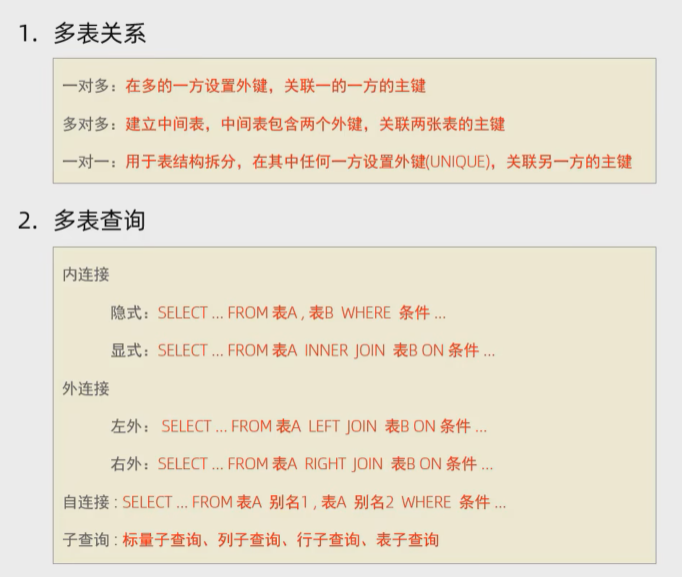 1. 多表关系
一对多：在多的一方设置外键，关联一的一方的主键
多对多：建立中间表，中间表包含两个外键，关联两张表的主键
一对一：用于表结构拆分，在其中任何一方设置外键(UNIQUE)，关联另一方的主键
2. 多表查询
内连接
隐式：SELECT ... FROM 表A , 表B WHERE 条件 ...
显式：SELECT ... FROM 表A INNER JOIN 表B ON 条件 ...
外连接
左外： SELECT ... FROM 表A LEFT JOIN 表B ON 条件 ...
右外：SELECT ... FROM 表A RIGHT JOIN 表B ON 条件 ...
自连接 : SELECT ... FROM 表A 别名1 , 表A 别名2 WHERE 条件 ...
子查询 : 标量子查询、列子查询、行子查询、表子查询